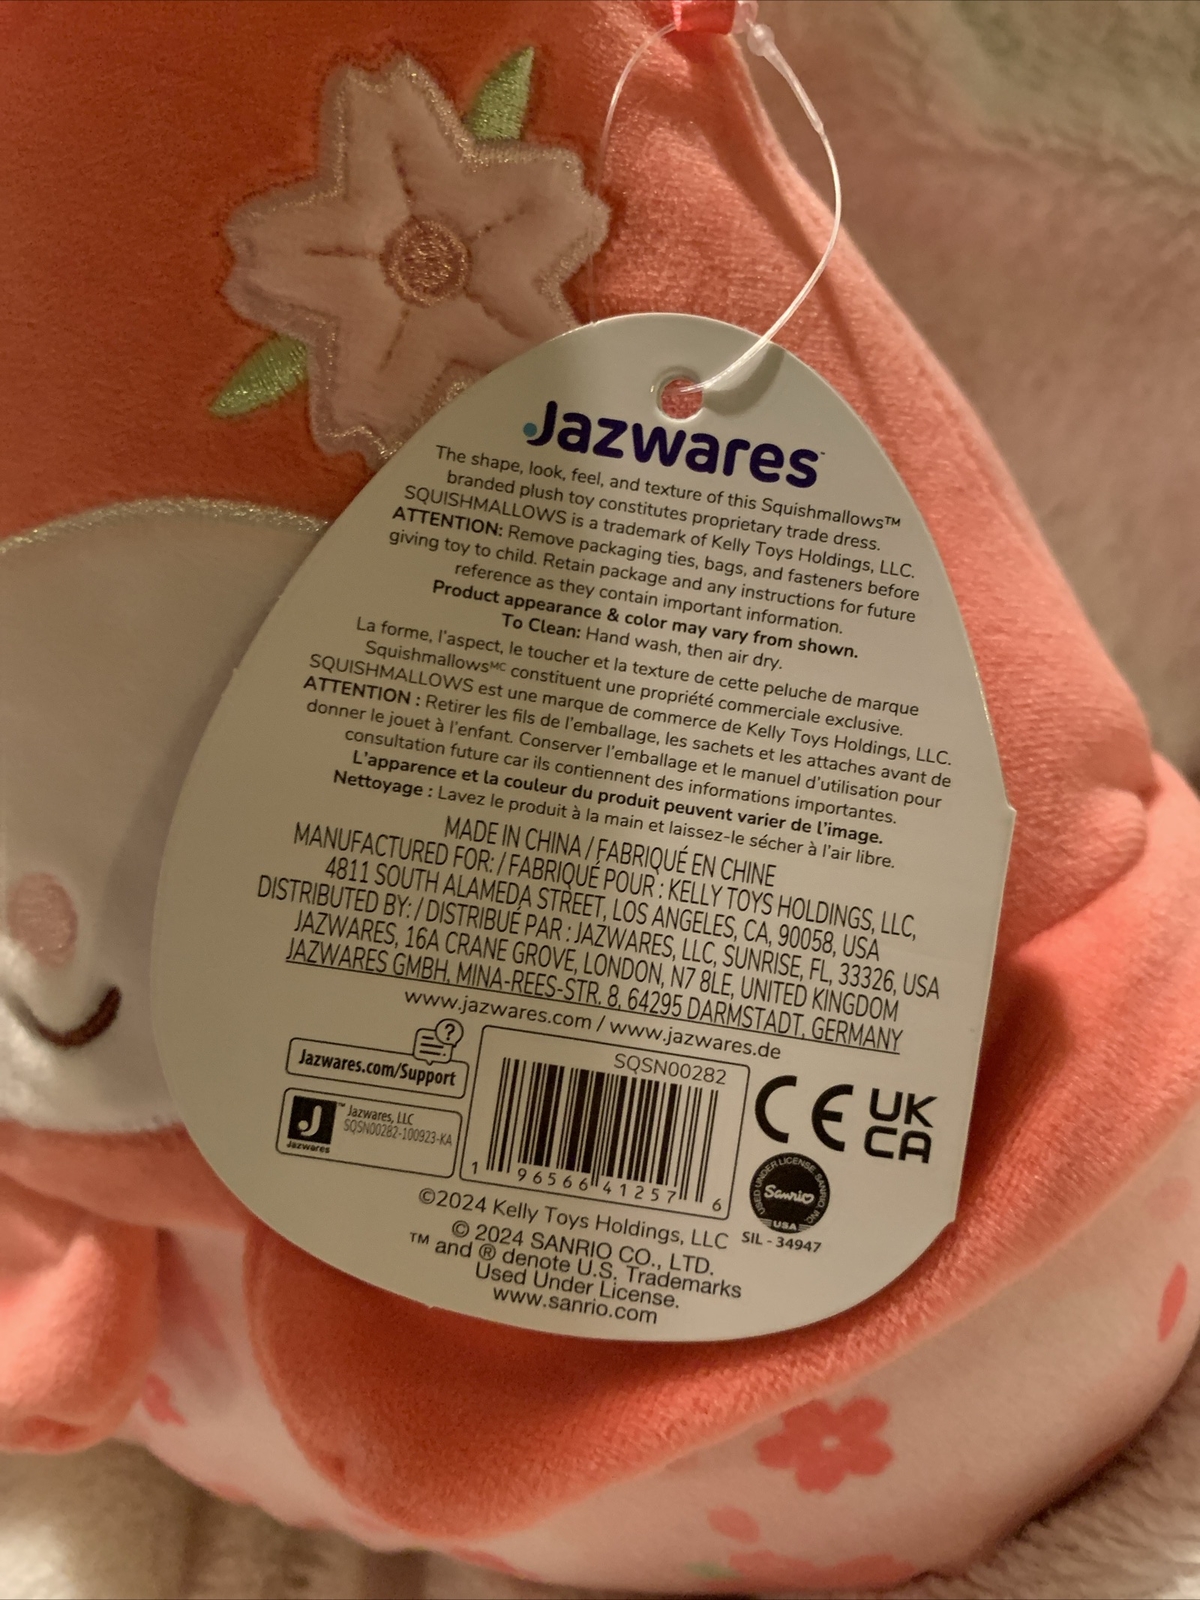 Jazwares™
The shape, look, feel, and texture of this Squishmallows™
branded plush toy constitutes proprietary trade dress.
SQUISHMALLOWS is a trademark of Kelly Toys Holdings, LLC.
ATTENTION: Remove packaging ties, bags, and fasteners before
giving toy to child. Retain package and any instructions for future
reference as they contain important information.
Product appearance & color may vary from shown.
To Clean: Hand wash, then air dry.
La forme, l'aspect, le toucher et la texture de cette peluche de marque
Squishmallowsᴹᶜ constituent une propriété commerciale exclusive.
SQUISHMALLOWS est une marque de commerce de Kelly Toys Holdings, LLC.
ATTENTION : Retirer les fils de l'emballage, les sachets et les attaches avant de
donner le jouet à l'enfant. Conserver l'emballage et le manuel d'utilisation pour
consultation future car ils contiennent des informations importantes.
L'apparence et la couleur du produit peuvent varier de l'image.
Nettoyage : Lavez le produit à la main et laissez-le sécher à l'air libre.
MADE IN CHINA / FABRIQUÉ EN CHINE
MANUFACTURED FOR: / FABRIQUÉ POUR : KELLY TOYS HOLDINGS, LLC,
4811 SOUTH ALAMEDA STREET, LOS ANGELES, CA, 90058, USA
DISTRIBUTED BY: / DISTRIBUÉ PAR : JAZWARES, LLC, SUNRISE, FL, 33326, USA
JAZWARES, 16A CRANE GROVE, LONDON, N7 8LE, UNITED KINGDOM
JAZWARES GMBH, MINA-REES-STR. 8, 64295 DARMSTADT, GERMANY
www.jazwares.com / www.jazwares.de
?
Jazwares.com/Support
J™
Jazwares
Jazwares, LLC
SQSN00282-100923-KA
SQSN00282
1 96566 41257 6
CE
UK
CA
USED UNDER LICENSE, SANRIO, INC.
Sanrio
USA
SIL - 34947
©2024 Kelly Toys Holdings, LLC
© 2024 SANRIO CO., LTD.
™ and ® denote U.S. Trademarks
Used Under License.
www.sanrio.com